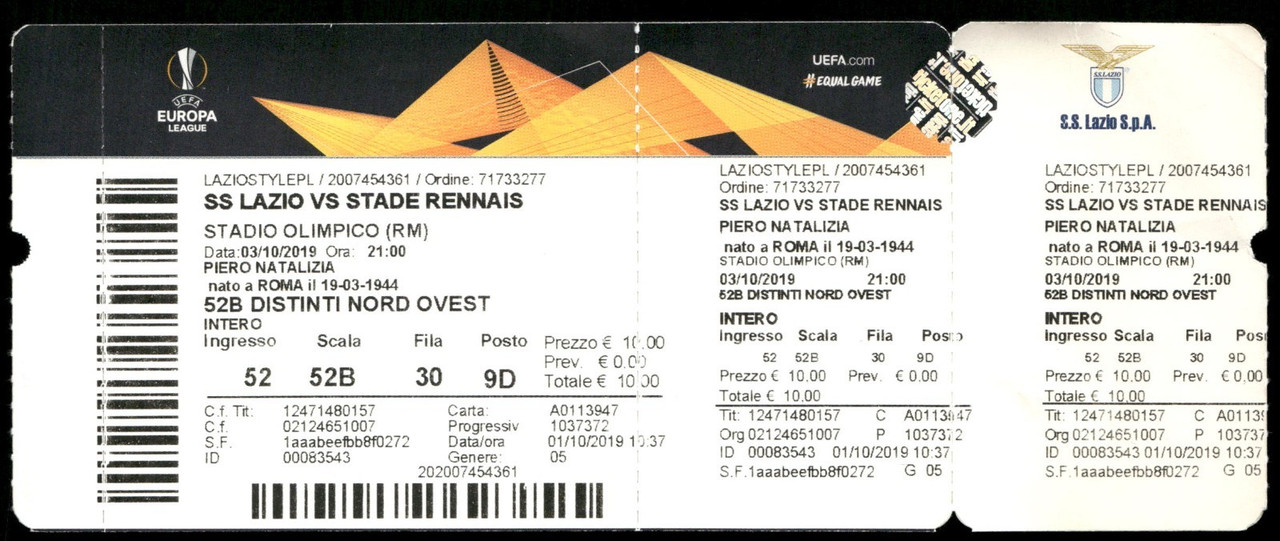 UEFA
EUROPA
LEAGUE
UEFA.com
#EQUALGAME
LAZIOSTYLEPL / 2007454361 / Ordine: 71733277
SS LAZIO VS STADE RENNAIS
STADIO OLIMPICO (RM)
Data:03/10/2019 Ora: 21:00
PIERO NATALIZIA
nato a ROMA il 19-03-1944
52B DISTINTI NORD OVEST
INTERO
Ingresso Scala Fila Posto
52 52B 30 9D
Prezzo € 10.00
Prev. € 0.00
Totale € 10.00
C.f. Tit: 12471480157 Carta: A0113947
C.f. 02124651007 Progressiv 1037372
S.F. 1aaabeefbb8f0272 Data/ora 01/10/2019 10:37
ID 00083543 Genere: 05
202007454361
LAZIOSTYLEPL / 2007454361
Ordine: 71733277
SS LAZIO VS STADE RENNAIS
PIERO NATALIZIA
nato a ROMA il 19-03-1944
STADIO OLIMPICO (RM)
03/10/2019 21:00
52B DISTINTI NORD OVEST
INTERO
Ingresso Scala Fila Posto
52 52B 30 9D
Prezzo € 10.00 Prev. € 0.00
Totale € 10.00
Tit: 12471480157 C A0113947
Org 02124651007 P 1037372
ID 00083543 01/10/2019 10:37
S.F.1aaabeefbb8f0272 G 05
S.S.LAZIO
S.S. Lazio S.p.A.
LAZIOSTYLEPL / 2007454361
Ordine: 71733277
SS LAZIO VS STADE RENNAIS
PIERO NATALIZIA
nato a ROMA il 19-03-1944
STADIO OLIMPICO (RM)
03/10/2019 21:00
52B DISTINTI NORD OVEST
INTERO
Ingresso Scala Fila Post
52 52B 30 9D
Prezzo € 10.00 Prev. € 0.00
Totale € 10.00
Tit: 12471480157 C A01139
Org 02124651007 P 103737
ID 00083543 01/10/2019 10:37
S.F.1aaabeefbb8f0272 G 05